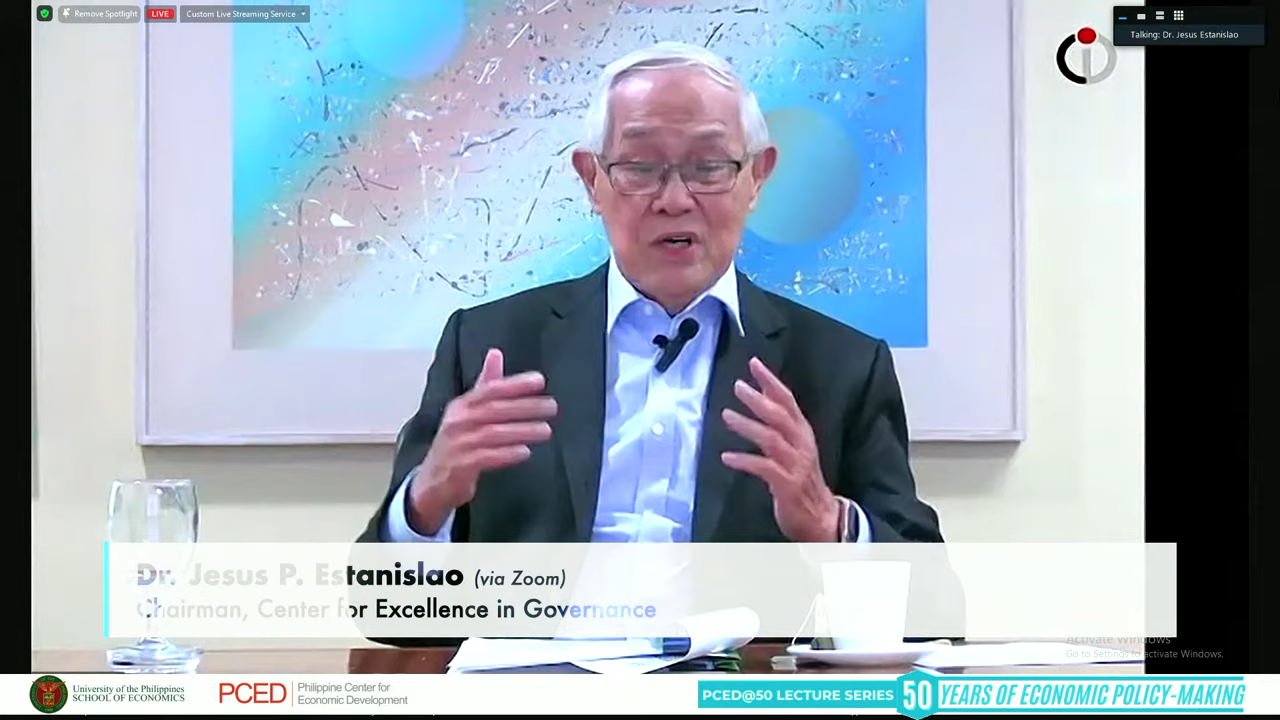 Remove Spotlight
LIVE
Custom Live Streaming Service
Talking: Dr. Jesus Estanislao
Dr. Jesus P. Estanislao (via Zoom)
Chairman, Center for Excellence in Governance
Activate Windows
Go to Settings to activate Windows.
University of the Philippines
SCHOOL OF ECONOMICS
PCED
Philippine Center for
Economic Development
PCED@50 LECTURE SERIES
50 YEARS OF ECONOMIC POLICY-MAKING